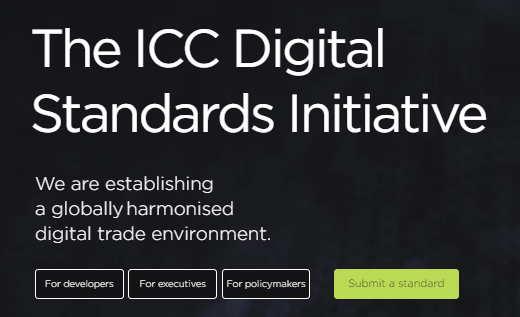 The ICC Digital
Standards Initiative
We are establishing
a globally harmonised
digital trade environment.
For developers
For executives
For policymakers
Submit a standard